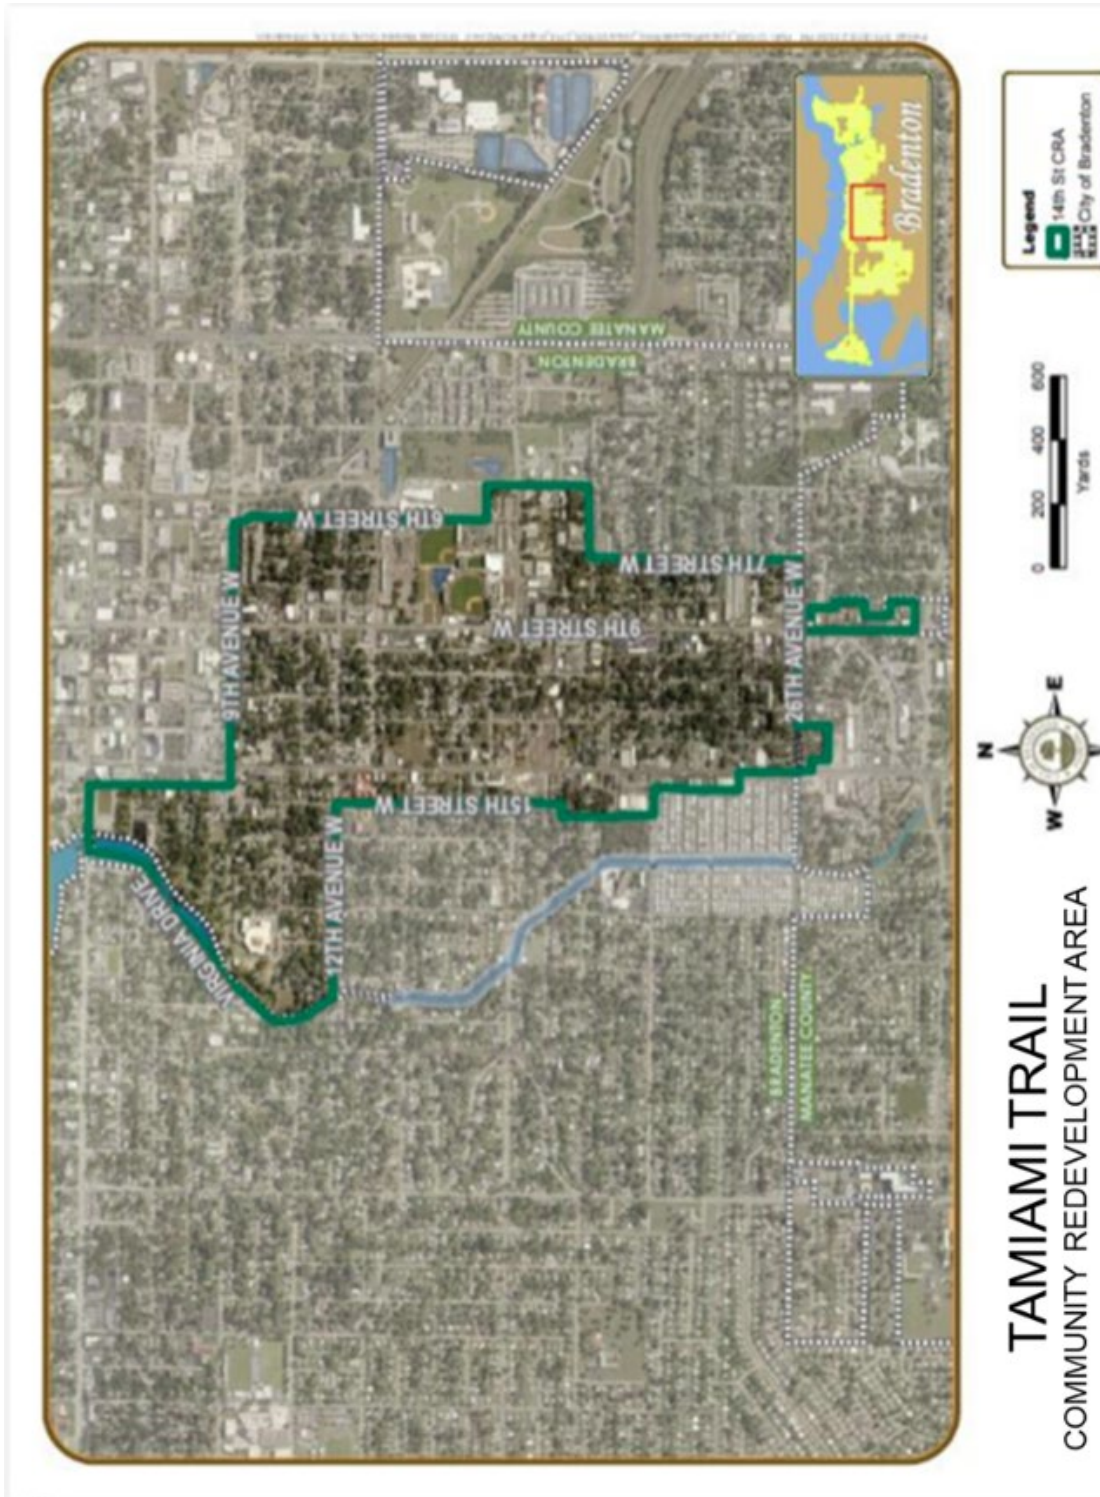 VIRGINIA DRIVE
9TH AVENUE W
12TH AVENUE W
6TH STREET W
15TH STREET W
9TH STREET W
7TH STREET W
26TH AVENUE W
MANATEE COUNTY
BRADENTON
BRADENTON
MANATEE COUNTY
Bradenton
TAMIAMI TRAIL
COMMUNITY REDEVELOPMENT AREA
N
W
E
0 200 400 600
Yards
Legend
14th St CRA
City of Bradenton